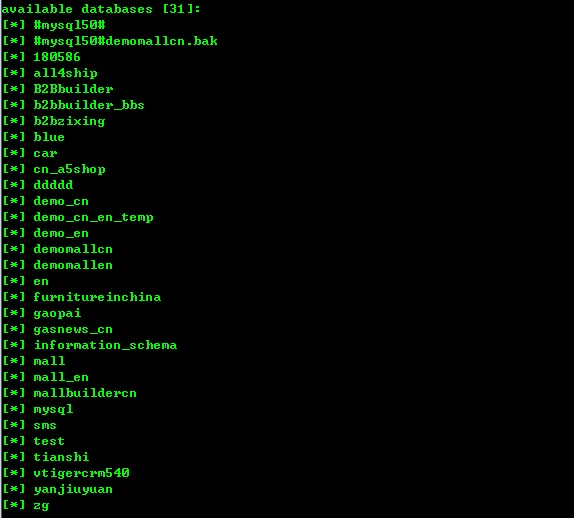 available databases [31]:
[*] #mysql50#
[*] #mysql50#demomallcn.bak
[*] 180586
[*] all4ship
[*] B2Bbuilder
[*] b2bbuilder_bbs
[*] b2bzixing
[*] blue
[*] car
[*] cn_a5shop
[*] ddddd
[*] demo_cn
[*] demo_cn_en_temp
[*] demo_en
[*] demomallcn
[*] demomallen
[*] en
[*] furnitureinchina
[*] gaopai
[*] gasnews_cn
[*] information_schema
[*] mall
[*] mall_en
[*] mallbuildercn
[*] mysql
[*] sms
[*] test
[*] tianshi
[*] vtigercrm540
[*] yanjiuyuan
[*] zg